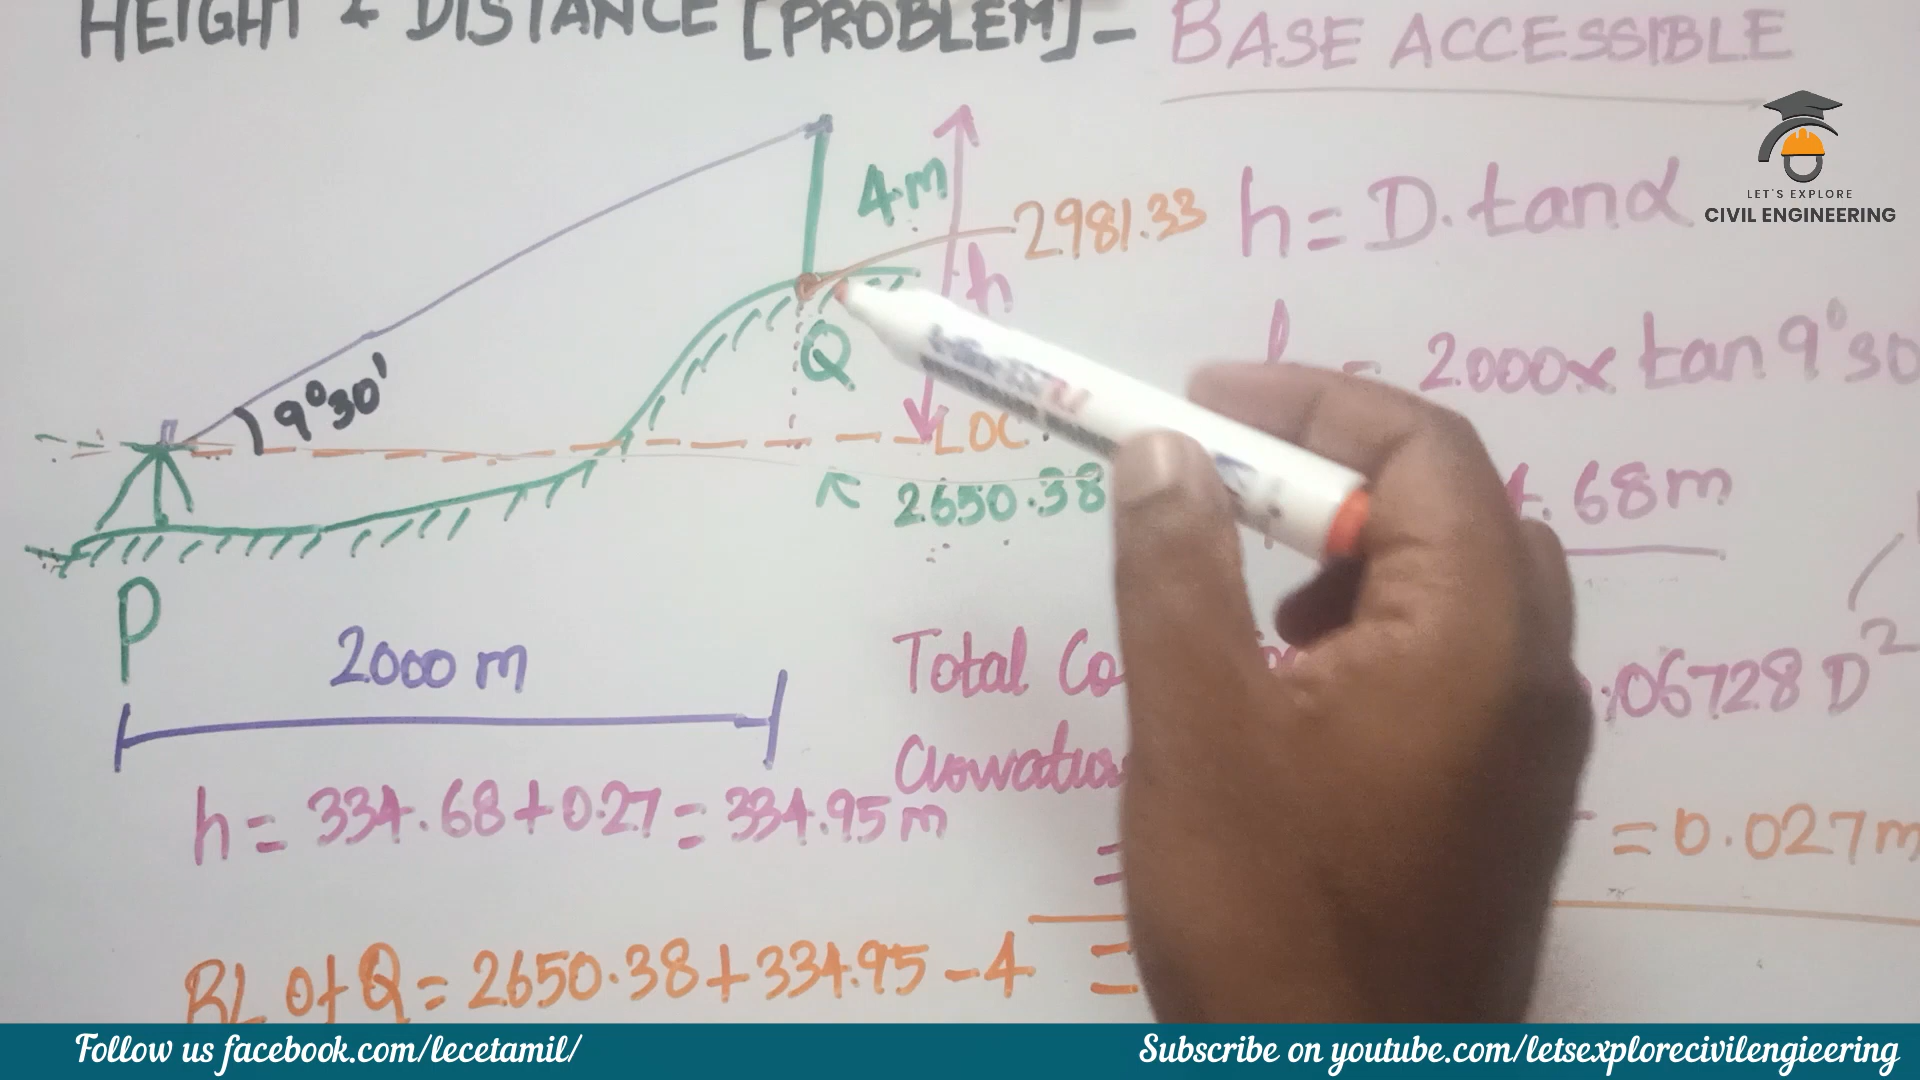 HEIGHT & DISTANCE [PROBLEM] - BASE ACCESSIBLE
LET'S EXPLORE
CIVIL ENGINEERING
4m
2981.33
h = D.tanα
h
Q
= 2000x tan 9°30
9°30'
LOC
2650.38
.68m
P
2000 m
Total Co
.06728 D²
h = 334.68+0.27 = 334.95m
=
= 0.027m
RL of Q = 2650.38+334.95 -4 =
Follow us facebook.com/lecetamil/
Subscribe on youtube.com/letsexplorecivilengieering